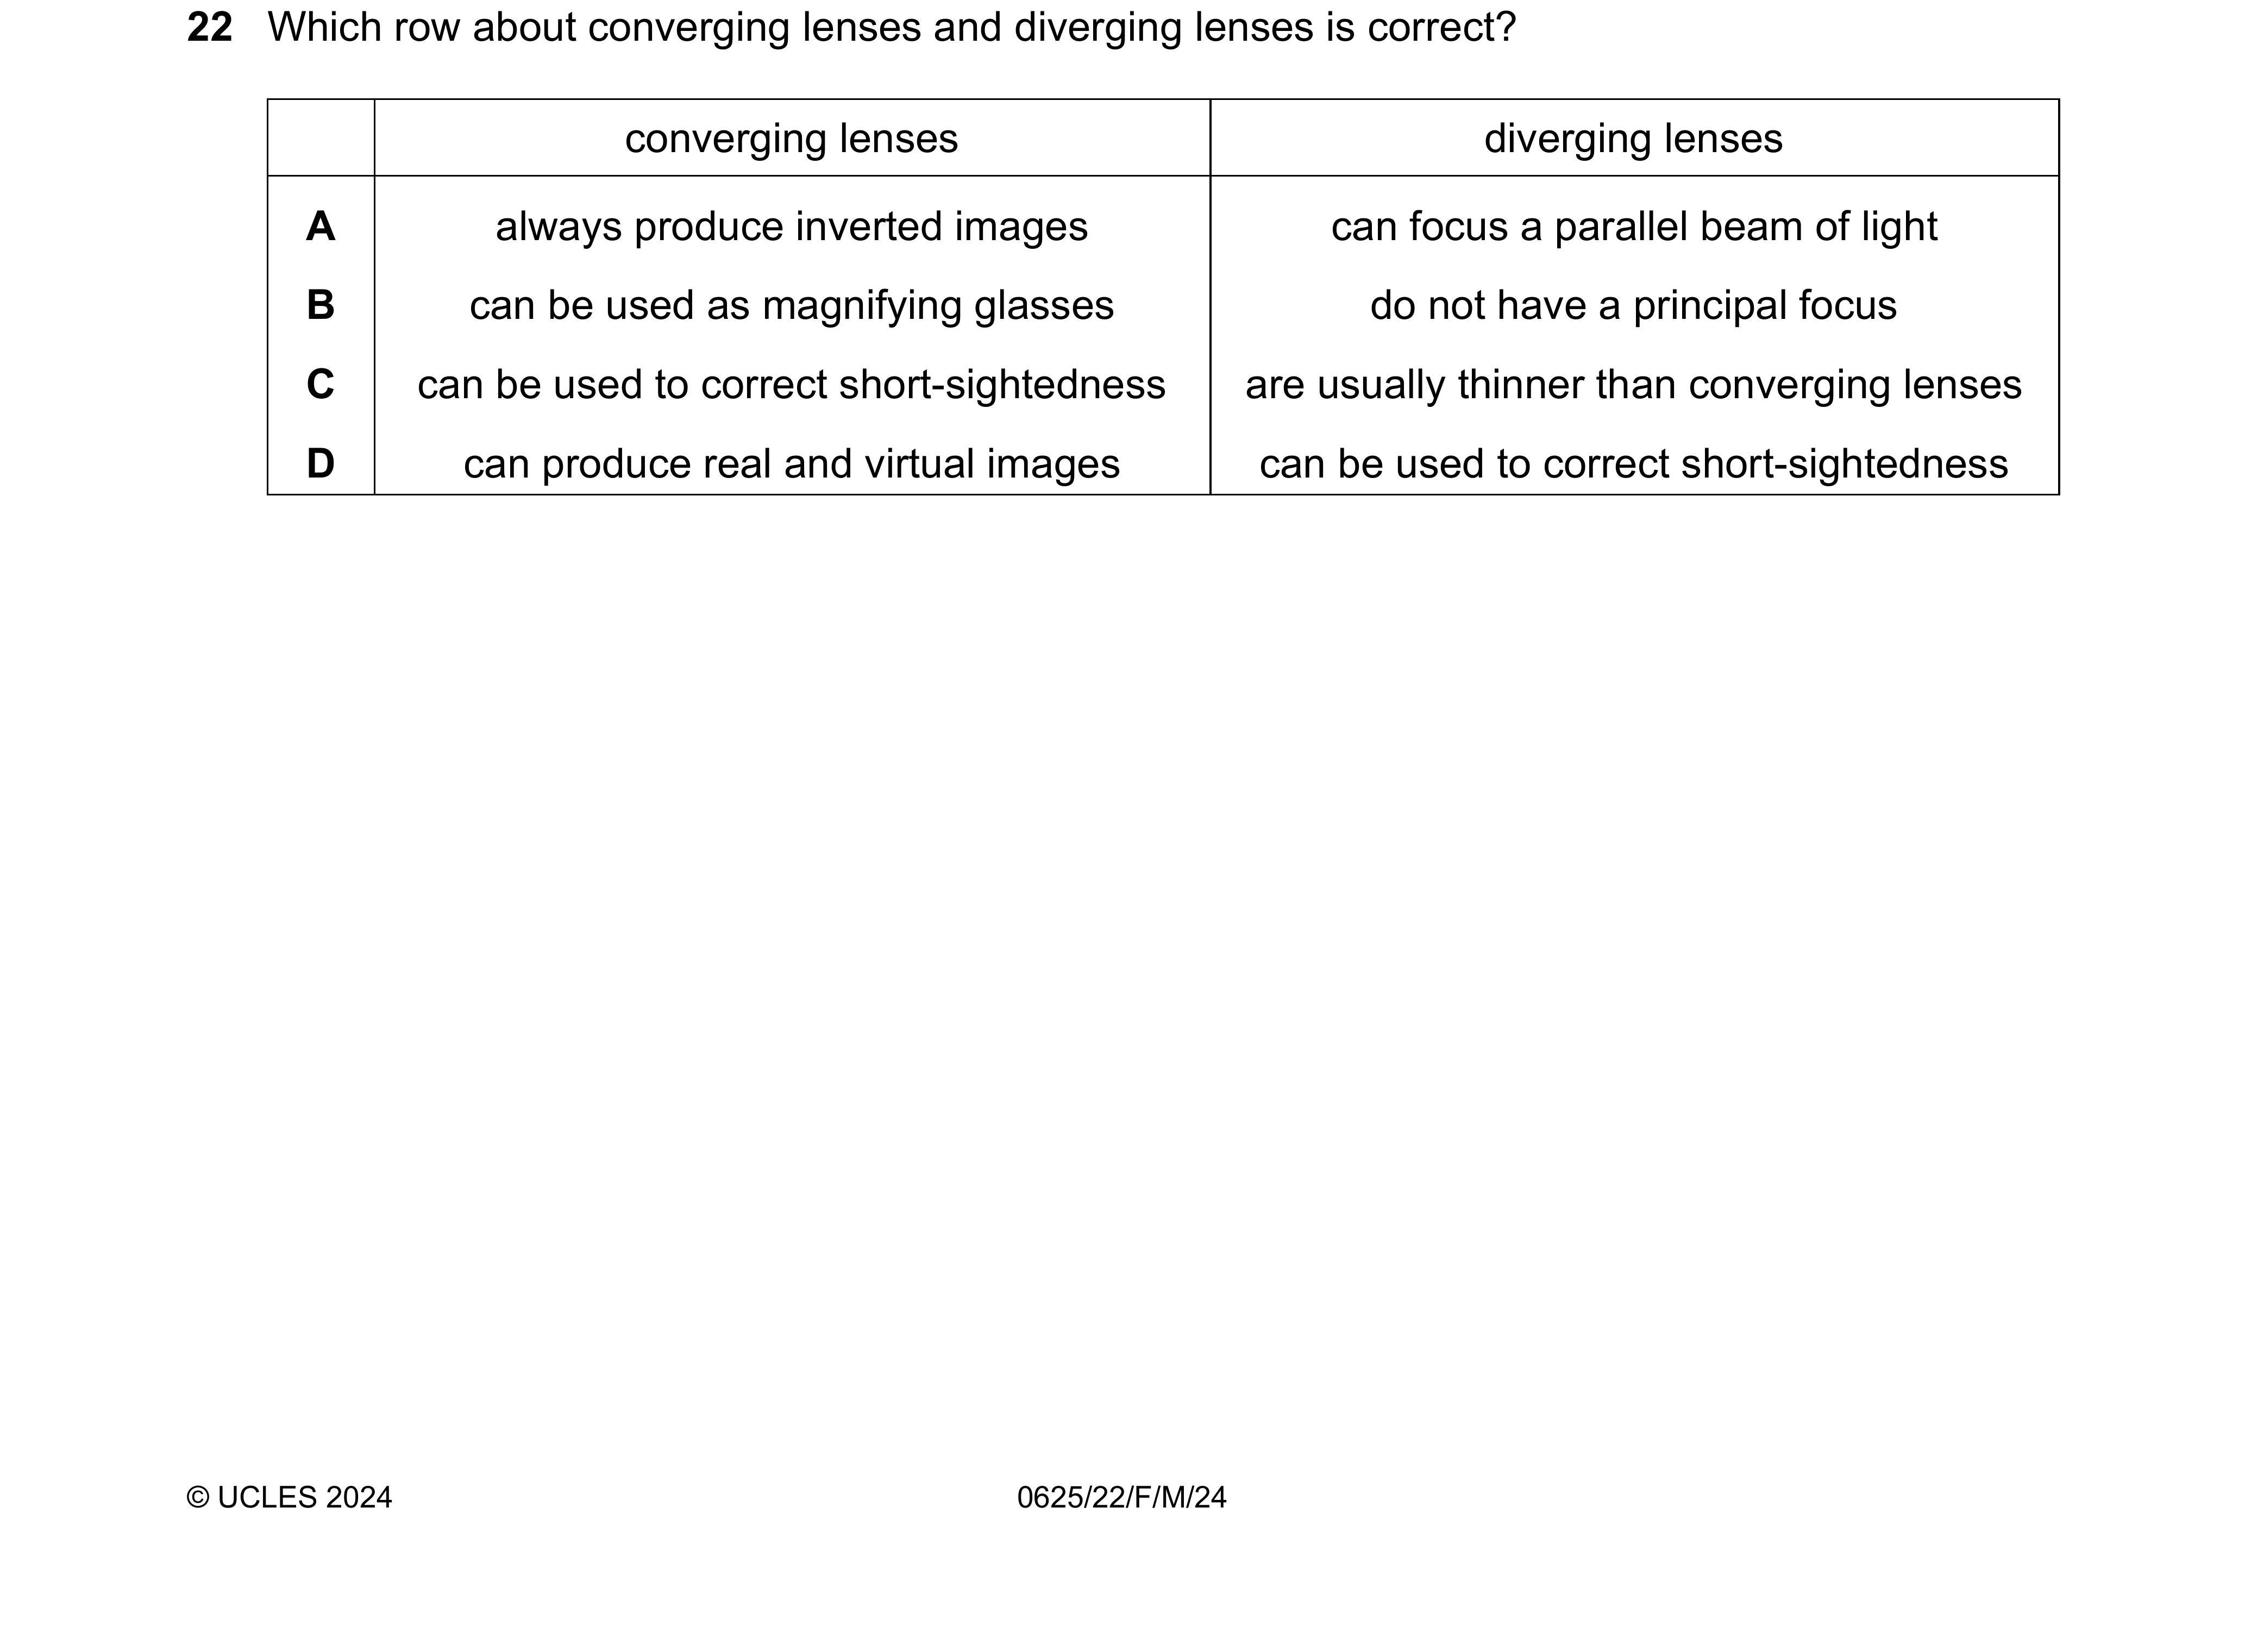 22 Which row about converging lenses and diverging lenses is correct?
converging lenses diverging lenses
A always produce inverted images can focus a parallel beam of light
B can be used as magnifying glasses do not have a principal focus
C can be used to correct short-sightedness are usually thinner than converging lenses
D can produce real and virtual images can be used to correct short-sightedness
© UCLES 2024 0625/22/F/M/24